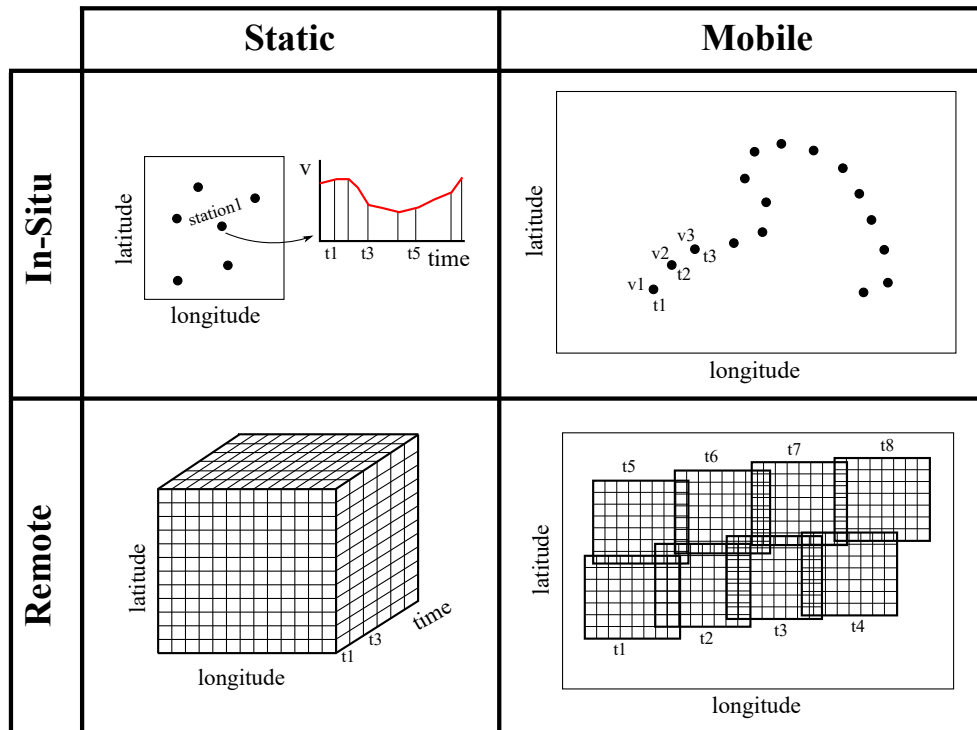 Static
Mobile
In-Situ
latitude
longitude
station1
v
t1
t3
t5
time
latitude
longitude
v1
t1
v2
t2
v3
t3
Remote
latitude
longitude
t1
t3
time
latitude
longitude
t5
t6
t7
t8
t1
t2
t3
t4